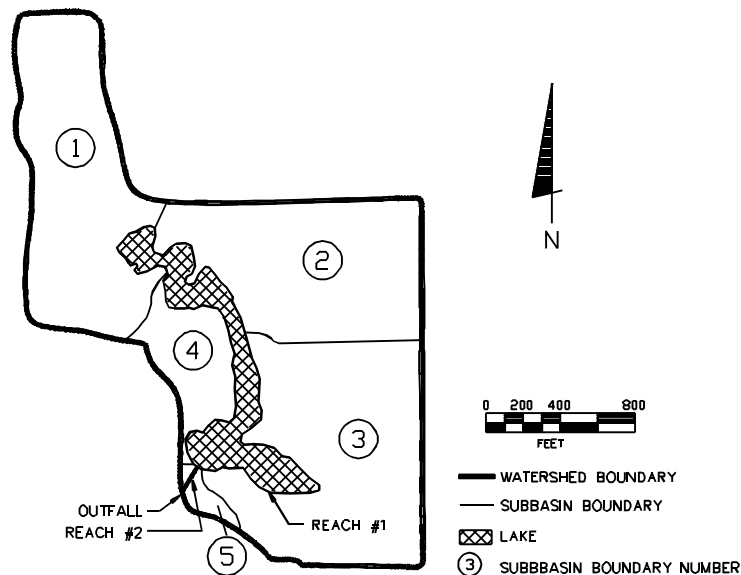 1
2
N
4
0 200 400 800
FEET
3
WATERSHED BOUNDARY
SUBBASIN BOUNDARY
OUTFALL
REACH #2
REACH #1
LAKE
5
3 SUBBBASIN BOUNDARY NUMBER